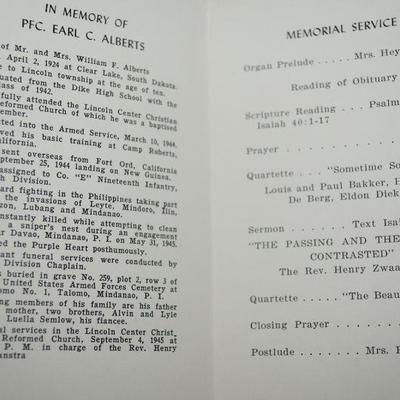 IN MEMORY OF
PFC. EARL C. ALBERTS
of Mr. and Mrs. William F. Alberts
April 2, 1924 at Clear Lake, South Dakota.
to Lincoln township at the age of ten.
uated from the Dike High School with the
lass of 1942.
fully attended the Lincoln Center Christian
Reformed Church of which he was a baptised
ember.
ted into the Armed Service, March 10, 1944.
ved his basic training at Camp Roberts,
alifornia.
sent overseas from Fort Ord, California
eptember 25, 1944 landing on New Guinea.
assigned to Co. "E" Nineteenth Infantry,
h Division.
ard fighting in the Philippines taking part
the invasions of Leyte, Mindoro, Ilin,
zon, Lubang and Mindanao.
nstantly killed while attempting to clean
a sniper's nest during an engagement
ar Davao, Mindanao, P. I. on May 31, 1945.
d the Purple Heart posthumously.
ant funeral services were conducted by
Division Chaplain.
s buried in grave No. 259, plot 2, row 3 of
United States Armed Forces Cemetery at
omo No. 1, Talomo, Mindanao, P. I.
ing members of his family are his father
mother, two brothers, Alvin and Lyle
Luella Semlow, his fiancee.
ial services in the Lincoln Center Christ.
Reformed Church, September 4, 1945 at
P. M. in charge of the Rev. Henry
anstra
MEMORIAL SERVICE
Organ Prelude . . . . . Mrs. Hey
Reading of Obituary
Scripture Reading . . . Psalm
Isaiah 40:1-17
Prayer . . . .
Quartette . . . . "Sometime So
Louis and Paul Bakker, H
De Berg, Eldon Diek
Sermon . . . . . Text Isai
"THE PASSING AND THE
CONTRASTED"
The Rev. Henry Zwaa
Quartette . . . . . "The Beau
Closing Prayer . . . .
Postlude . . . . . Mrs. H